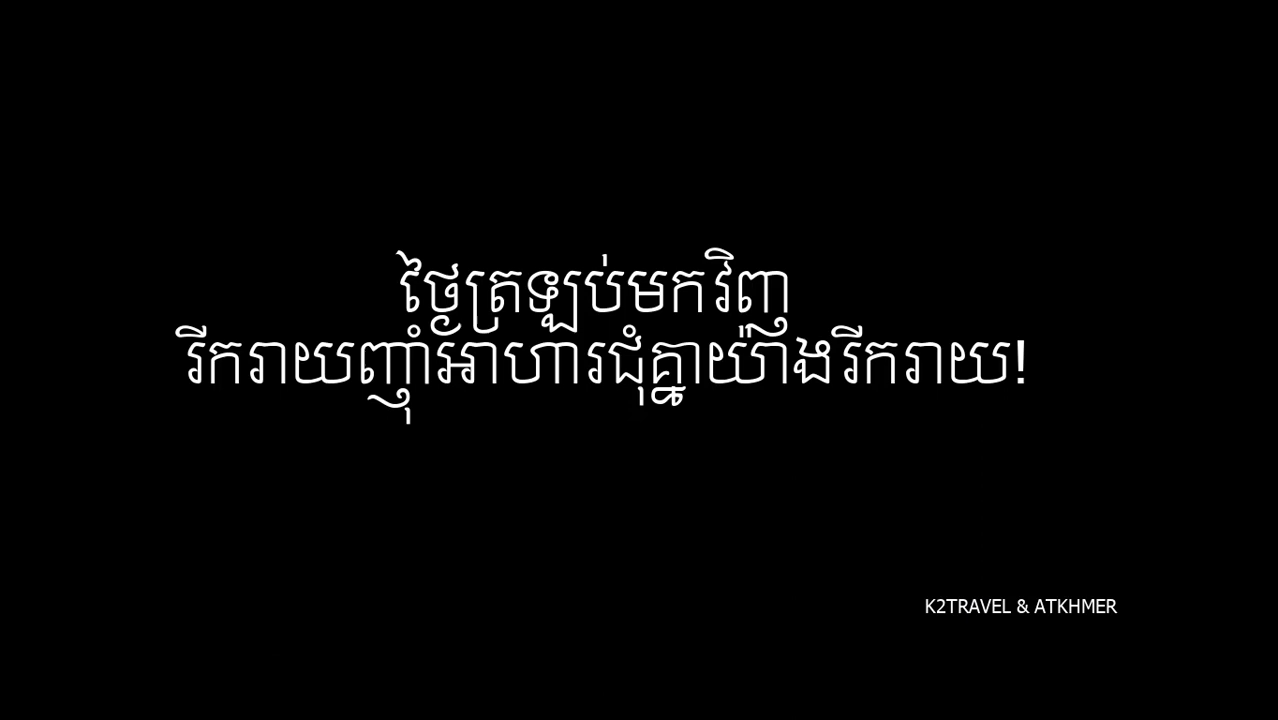 ថ្ងៃត្រឡប់មកវិញ
រីករាយញ៉ាំអាហារជុំគ្នាយ៉ាងរីករាយ!
K2TRAVEL & ATKHMER